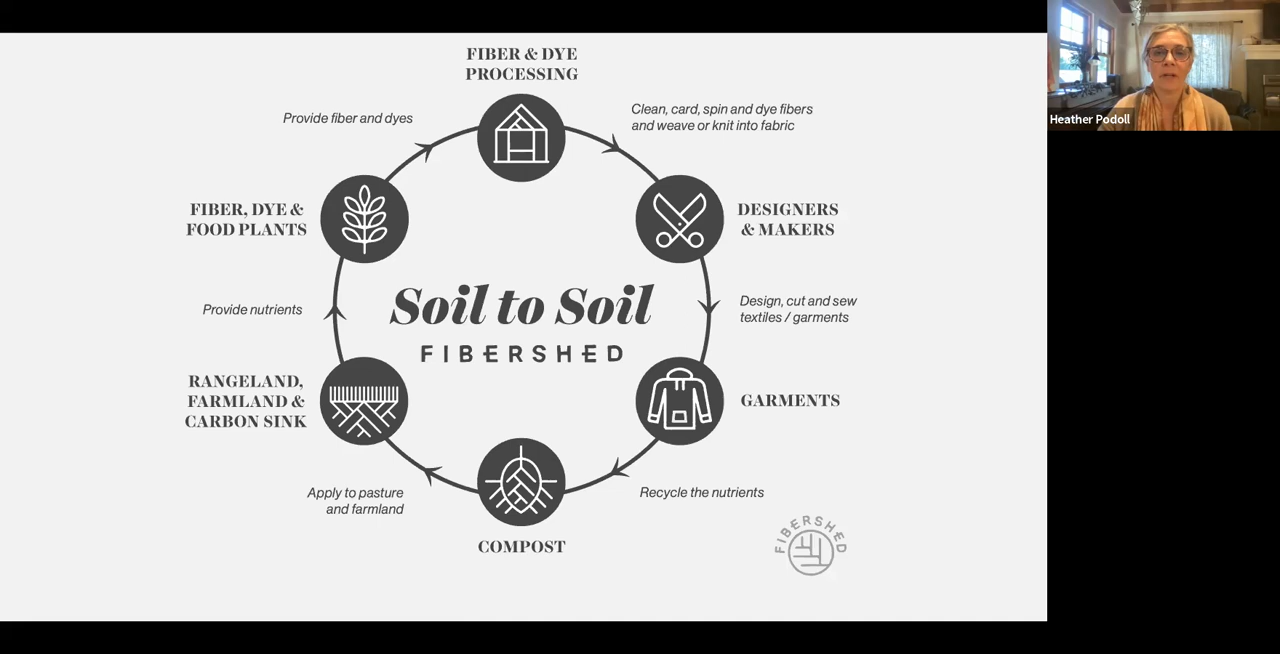 FIBER & DYE
PROCESSING
Provide fiber and dyes
Clean, card, spin and dye fibers
and weave or knit into fabric
FIBER, DYE &
FOOD PLANTS
DESIGNERS
& MAKERS
Soil to Soil
FIBERSHED
Provide nutrients
Design, cut and sew
textiles / garments
RANGELAND,
FARMLAND &
CARBON SINK
GARMENTS
Apply to pasture
and farmland
Recycle the nutrients
COMPOST
FIBERSHED
Heather Podoll